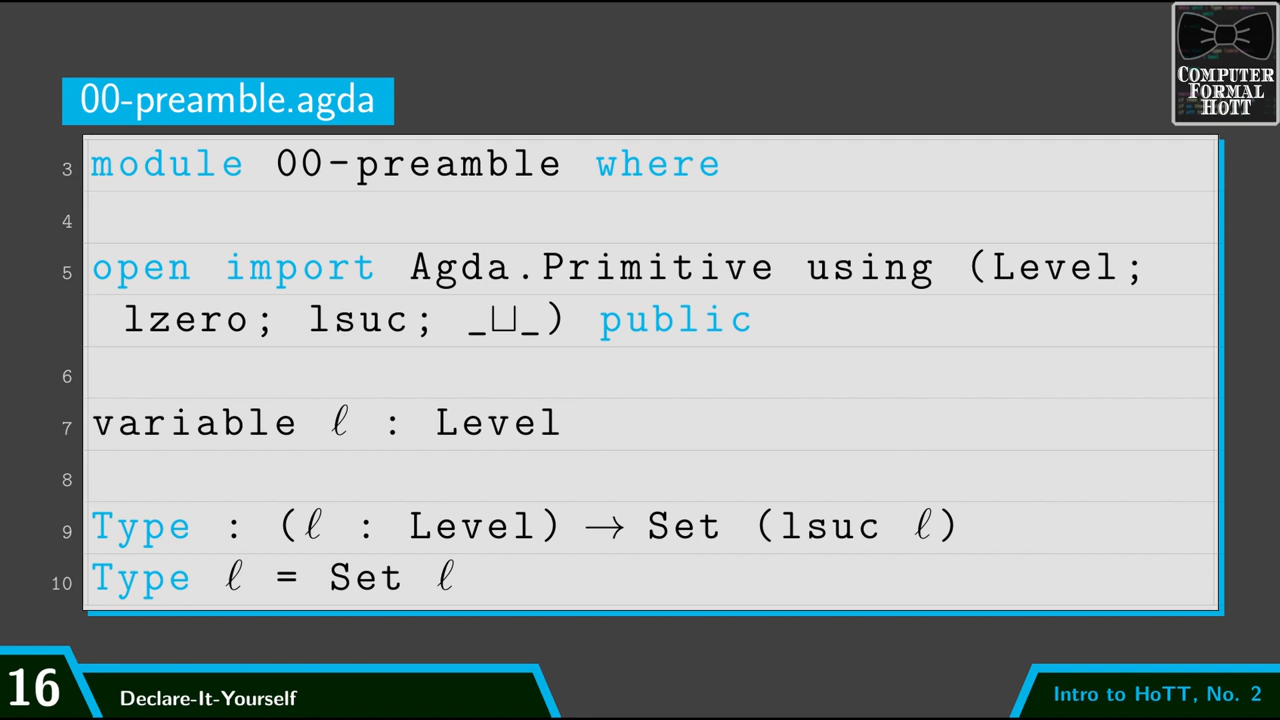 COMPUTER
FORMAL
HOTT
00-preamble.agda
3 module 00-preamble where
4
5 open import Agda.Primitive using (Level;
lzero; lsuc; _⊔_) public
6
7 variable ℓ : Level
8
9 Type : (ℓ : Level) → Set (lsuc ℓ)
10 Type ℓ = Set ℓ
16 Declare-It-Yourself
Intro to HoTT, No. 2